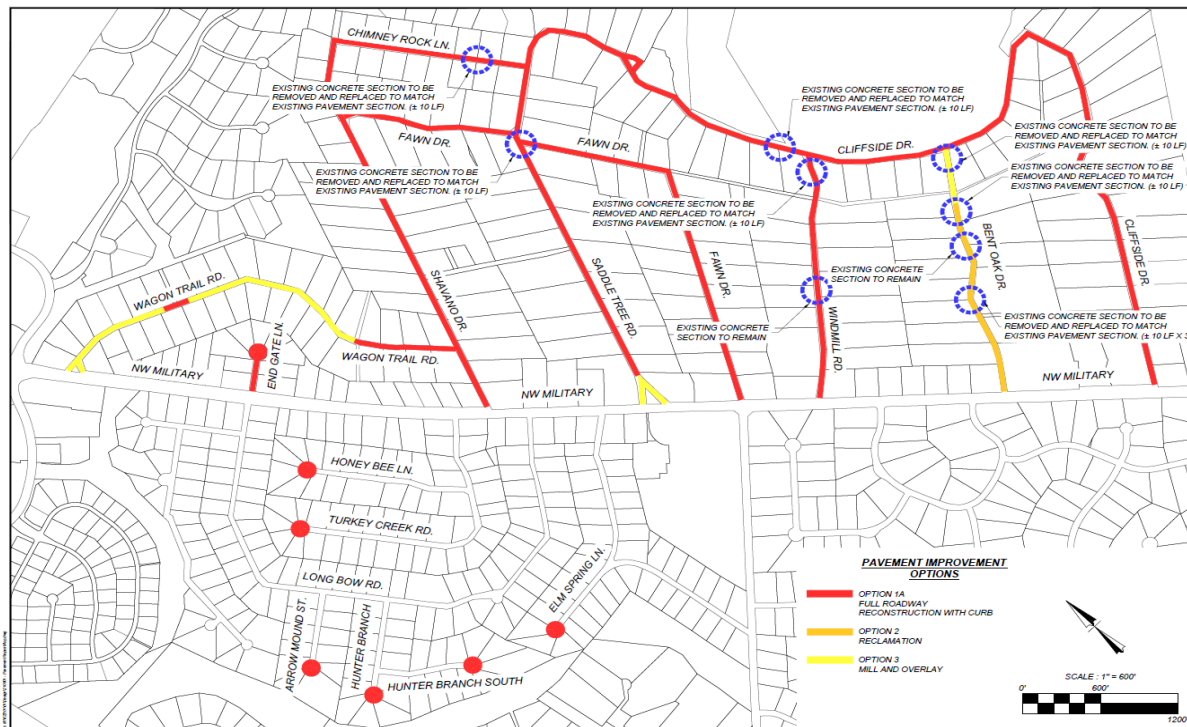 CHIMNEY ROCK LN.
EXISTING CONCRETE SECTION TO BE
REMOVED AND REPLACED TO MATCH
EXISTING PAVEMENT SECTION. (± 10 LF)
EXISTING CONCRETE SECTION TO BE
REMOVED AND REPLACED TO MATCH
EXISTING PAVEMENT SECTION. (± 10 LF)
FAWN DR.
FAWN DR.
CLIFFSIDE DR.
EXISTING CONCRETE SECTION TO BE
REMOVED AND REPLACED TO MATCH
EXISTING PAVEMENT SECTION. (± 10 LF)
EXISTING CONCRETE SECTION TO BE
REMOVED AND REPLACED TO MATCH
EXISTING PAVEMENT SECTION. (± 10 LF)
EXISTING CONCRETE SECTION TO BE
REMOVED AND REPLACED TO MATCH
EXISTING PAVEMENT SECTION. (± 10 LF)
EXISTING CONCRETE SECTION TO BE
REMOVED AND REPLACED TO MATCH
EXISTING PAVEMENT SECTION. (± 10 LF)
BENT OAK DR.
CLIFFSIDE DR.
FAWN DR.
SADDLE TREE RD.
SHAVANO DR.
WAGON TRAIL RD.
EXISTING CONCRETE
SECTION TO REMAIN
EXISTING CONCRETE
SECTION TO REMAIN
WINDMILL RD.
EXISTING CONCRETE SECTION TO BE
REMOVED AND REPLACED TO MATCH
EXISTING PAVEMENT SECTION. (± 10 LF X 3
END GATE LN.
WAGON TRAIL RD.
NW MILITARY
NW MILITARY
NW MILITARY
HONEY BEE LN.
TURKEY CREEK RD.
LONG BOW RD.
ELM SPRING LN.
ARROW MOUND ST.
HUNTER BRANCH
HUNTER BRANCH SOUTH
PAVEMENT IMPROVEMENT
OPTIONS
OPTION 1A
FULL ROADWAY
RECONSTRUCTION WITH CURB
OPTION 2
RECLAMATION
OPTION 3
MILL AND OVERLAY
SCALE : 1" = 600'
0' 600'
1200